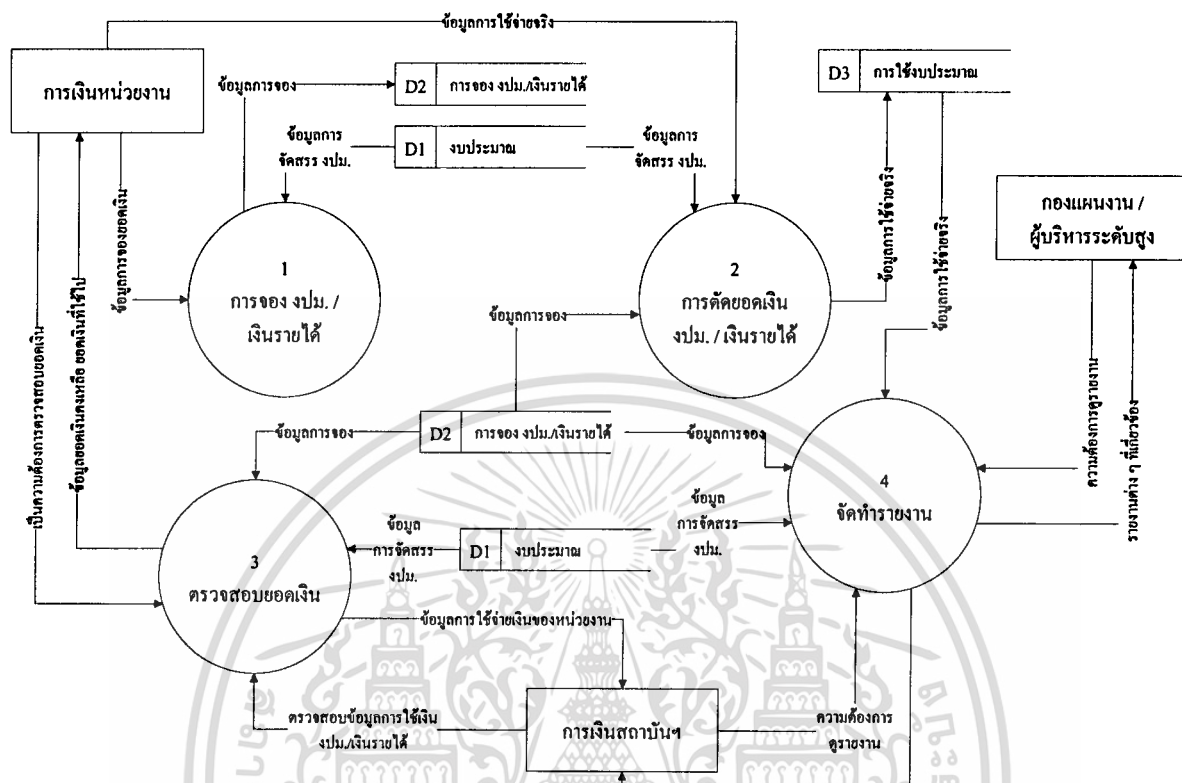 ข้อมูลการใช้จ่ายจริง
การเงินหน่วยงาน
ข้อมูลการจอง
D2 การจอง งปม./เงินรายได้
D3 การใช้งบประมาณ
ข้อมูลการ
จัดสรร งปม.
D1 งบประมาณ
ข้อมูลการ
จัดสรร งปม.
กองแผนงาน /
ผู้บริหารระดับสูง
เป็นความต้องการตรวจสอบยอดเงิน
ข้อมูลยอดเงินคงเหลือ ยอดเงินที่ใช้ไป
ข้อมูลการจองยอดเงิน
1
การจอง งปม. /
เงินรายได้
2
การตัดยอดเงิน
งปม. / เงินรายได้
ข้อมูลการใช้จ่ายจริง
ข้อมูลการใช้จ่ายจริง
ความต้องการดูรายงาน
รายงานต่าง ๆ ที่เกี่ยวข้อง
ข้อมูลการจอง
ข้อมูลการจอง
D2 การจอง งปม./เงินรายได้
ข้อมูลการจอง
4
จัดทำรายงาน
ข้อมูล
การจัดสรร
งปม.
D1 งบประมาณ
ข้อมูล
การจัดสรร
งปม.
3
ตรวจสอบยอดเงิน
ข้อมูลการใช้จ่ายเงินของหน่วยงาน
ตรวจสอบข้อมูลการใช้เงิน
งปม./เงินรายได้
การเงินสถาบันฯ
ความต้องการ
ดูรายงาน